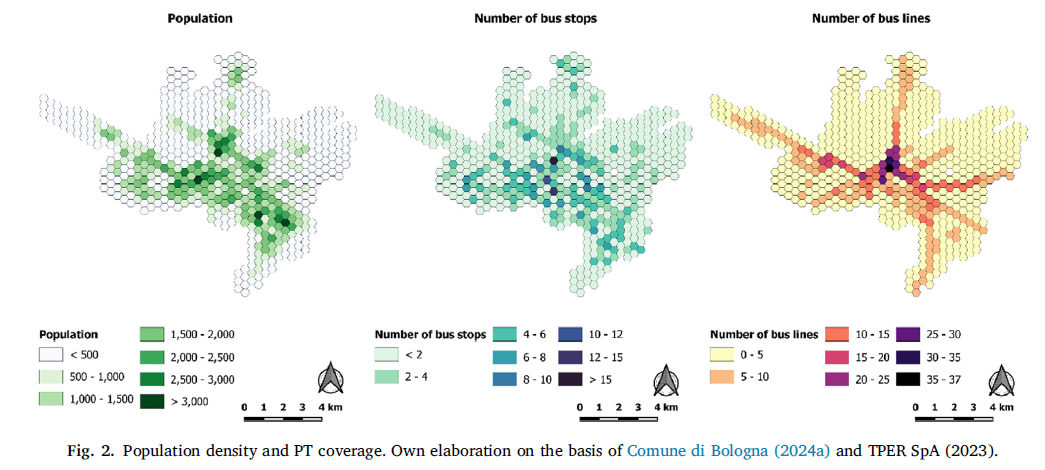 Population
Number of bus stops
Number of bus lines
Population
< 500
500 - 1,000
1,000 - 1,500
1,500 - 2,000
2,000 - 2,500
2,500 - 3,000
> 3,000
0 1 2 3 4 km
Number of bus stops
< 2
2 - 4
4 - 6
6 - 8
8 - 10
10 - 12
12 - 15
> 15
0 1 2 3 4 km
Number of bus lines
0 - 5
5 - 10
10 - 15
15 - 20
20 - 25
25 - 30
30 - 35
35 - 37
0 1 2 3 4 km
Fig. 2. Population density and PT coverage. Own elaboration on the basis of Comune di Bologna (2024a) and TPER SpA (2023).